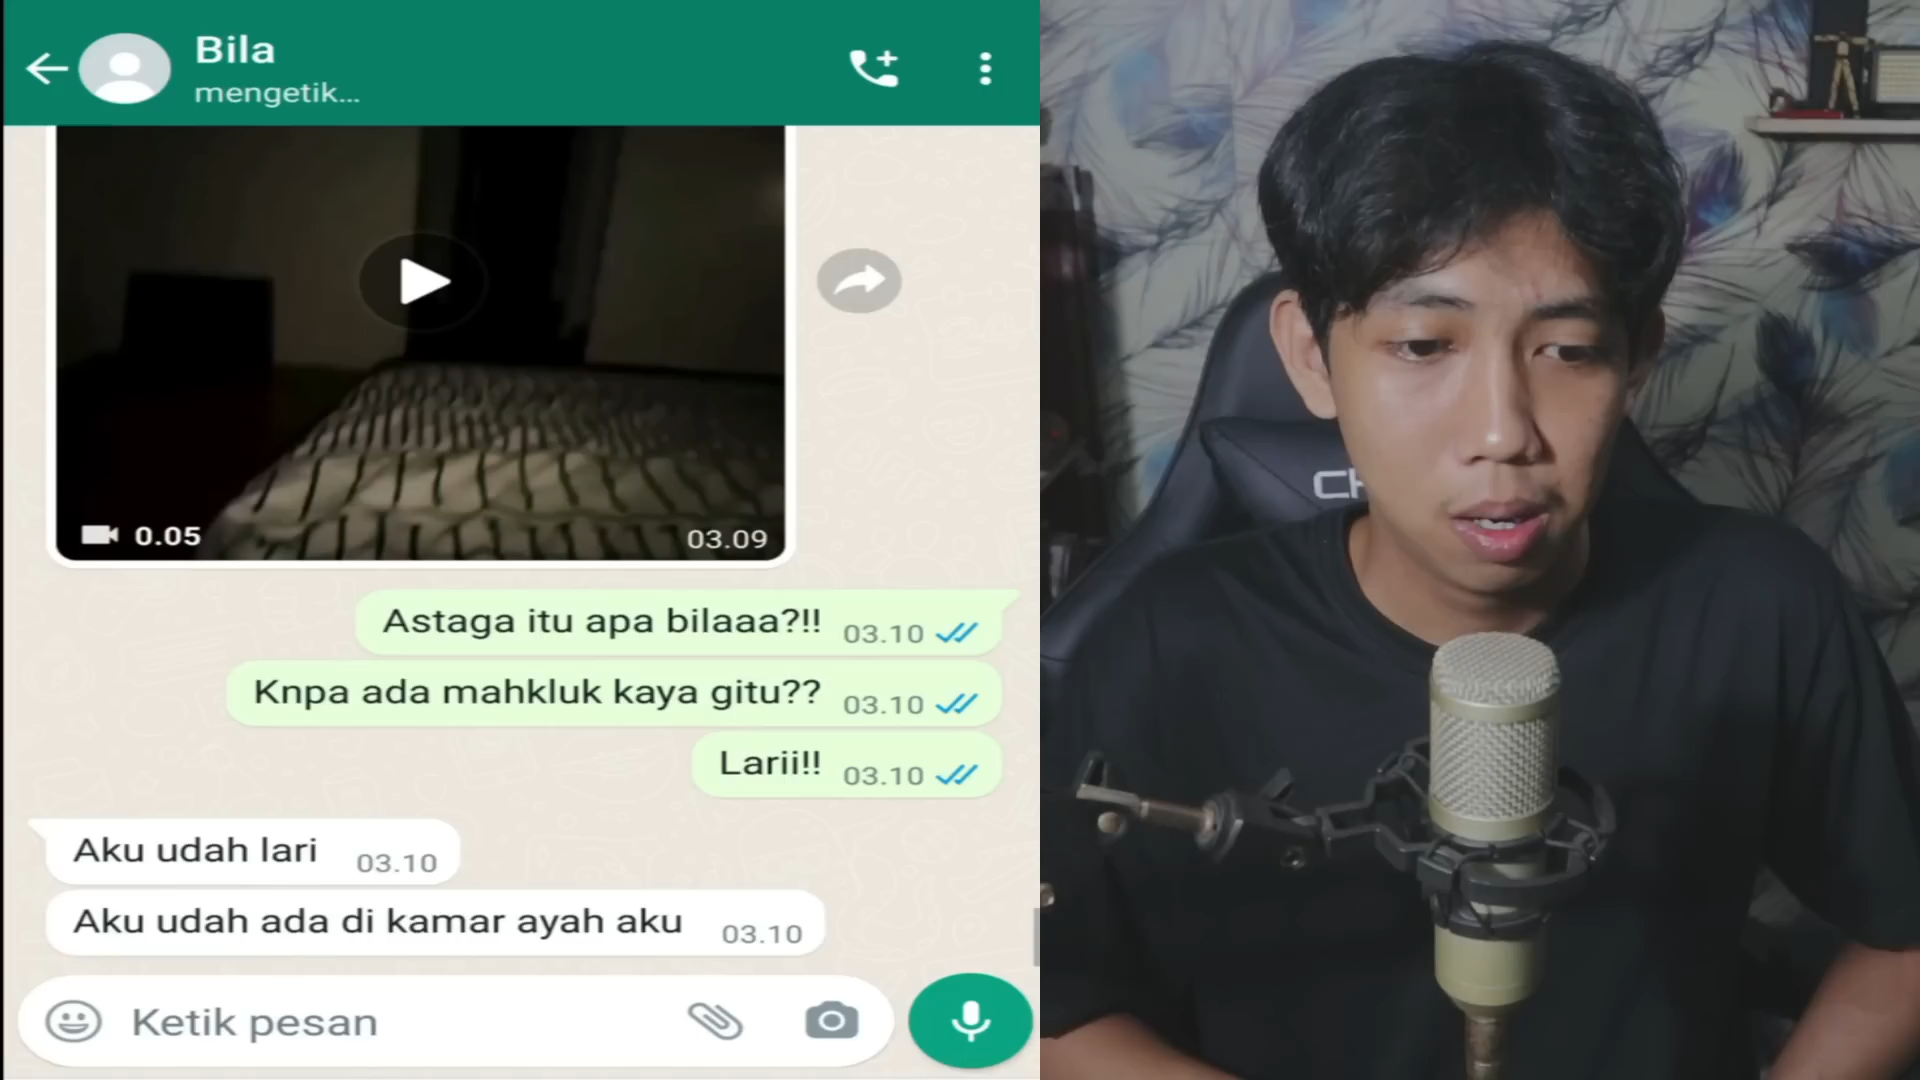 Bila
mengetik...
0.05
03.09
Astaga itu apa bilaaa?!! 03.10
Knpa ada mahkluk kaya gitu?? 03.10
Larii!! 03.10
Aku udah lari 03.10
Aku udah ada di kamar ayah aku 03.10
Ketik pesan